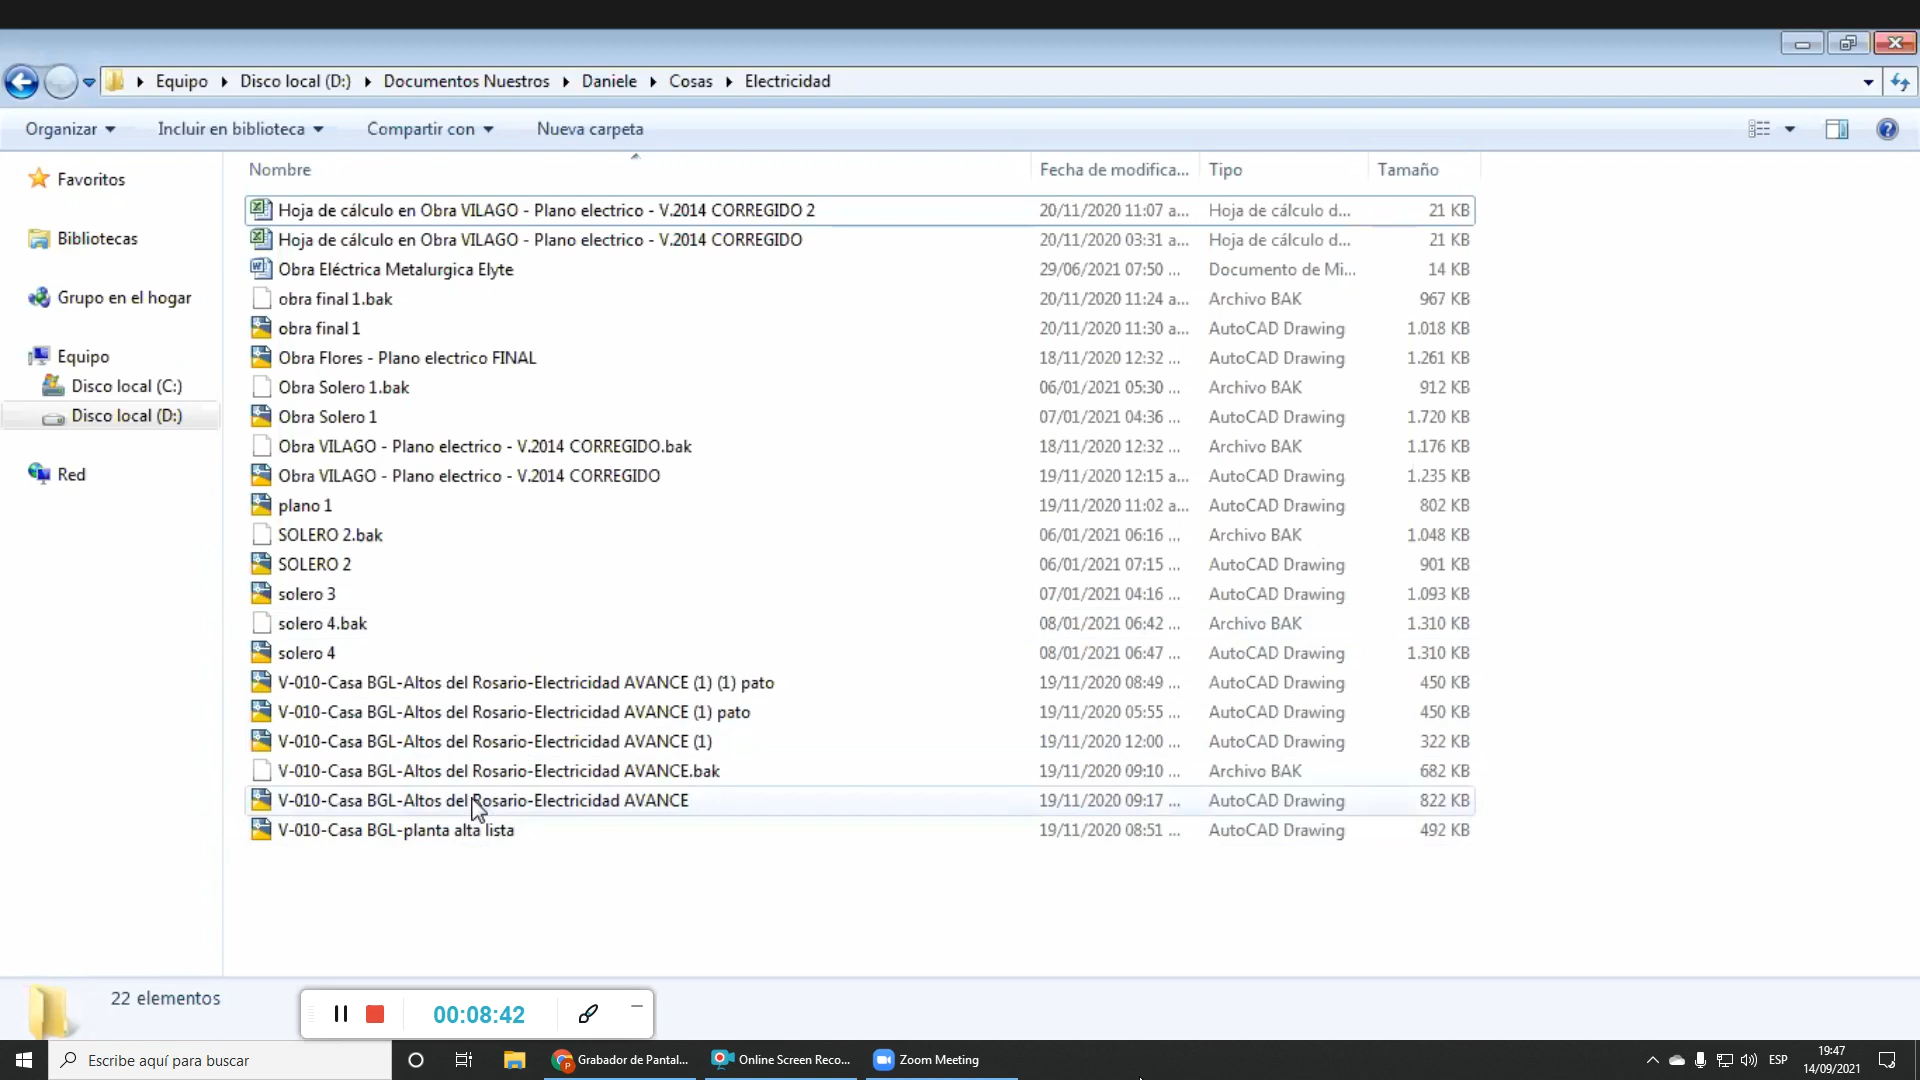 Equipo Disco local (D:) Documentos Nuestros Daniele Cosas Electricidad
Organizar Incluir en biblioteca Compartir con Nueva carpeta
Nombre Fecha de modifica... Tipo Tamaño
Favoritos
Bibliotecas
Grupo en el hogar
Equipo
Disco local (C:)
Disco local (D:)
Red
Hoja de cálculo en Obra VILAGO - Plano electrico - V.2014 CORREGIDO 2 20/11/2020 11:07 a... Hoja de cálculo d... 21 KB
Hoja de cálculo en Obra VILAGO - Plano electrico - V.2014 CORREGIDO 20/11/2020 03:31 a... Hoja de cálculo d... 21 KB
Obra Eléctrica Metalurgica Elyte 29/06/2021 07:50 ... Documento de Mi... 14 KB
obra final 1.bak 20/11/2020 11:24 a... Archivo BAK 967 KB
obra final 1 20/11/2020 11:30 a... AutoCAD Drawing 1.018 KB
Obra Flores - Plano electrico FINAL 18/11/2020 12:32 ... AutoCAD Drawing 1.261 KB
Obra Solero 1.bak 06/01/2021 05:30 ... Archivo BAK 912 KB
Obra Solero 1 07/01/2021 04:36 ... AutoCAD Drawing 1.720 KB
Obra VILAGO - Plano electrico - V.2014 CORREGIDO.bak 18/11/2020 12:32 ... Archivo BAK 1.176 KB
Obra VILAGO - Plano electrico - V.2014 CORREGIDO 19/11/2020 12:15 a... AutoCAD Drawing 1.235 KB
plano 1 19/11/2020 11:02 a... AutoCAD Drawing 802 KB
SOLERO 2.bak 06/01/2021 06:16 ... Archivo BAK 1.048 KB
SOLERO 2 06/01/2021 07:15 ... AutoCAD Drawing 901 KB
solero 3 07/01/2021 04:16 ... AutoCAD Drawing 1.093 KB
solero 4.bak 08/01/2021 06:42 ... Archivo BAK 1.310 KB
solero 4 08/01/2021 06:47 ... AutoCAD Drawing 1.310 KB
V-010-Casa BGL-Altos del Rosario-Electricidad AVANCE (1) (1) pato 19/11/2020 08:49 ... AutoCAD Drawing 450 KB
V-010-Casa BGL-Altos del Rosario-Electricidad AVANCE (1) pato 19/11/2020 05:55 ... AutoCAD Drawing 450 KB
V-010-Casa BGL-Altos del Rosario-Electricidad AVANCE (1) 19/11/2020 12:00 ... AutoCAD Drawing 322 KB
V-010-Casa BGL-Altos del Rosario-Electricidad AVANCE.bak 19/11/2020 09:10 ... Archivo BAK 682 KB
V-010-Casa BGL-Altos del Rosario-Electricidad AVANCE 19/11/2020 09:17 ... AutoCAD Drawing 822 KB
V-010-Casa BGL-planta alta lista 19/11/2020 08:51 ... AutoCAD Drawing 492 KB
22 elementos
00:08:42
Escribe aquí para buscar Grabador de Pantal... Online Screen Reco... Zoom Meeting ESP
19:47
14/09/2021